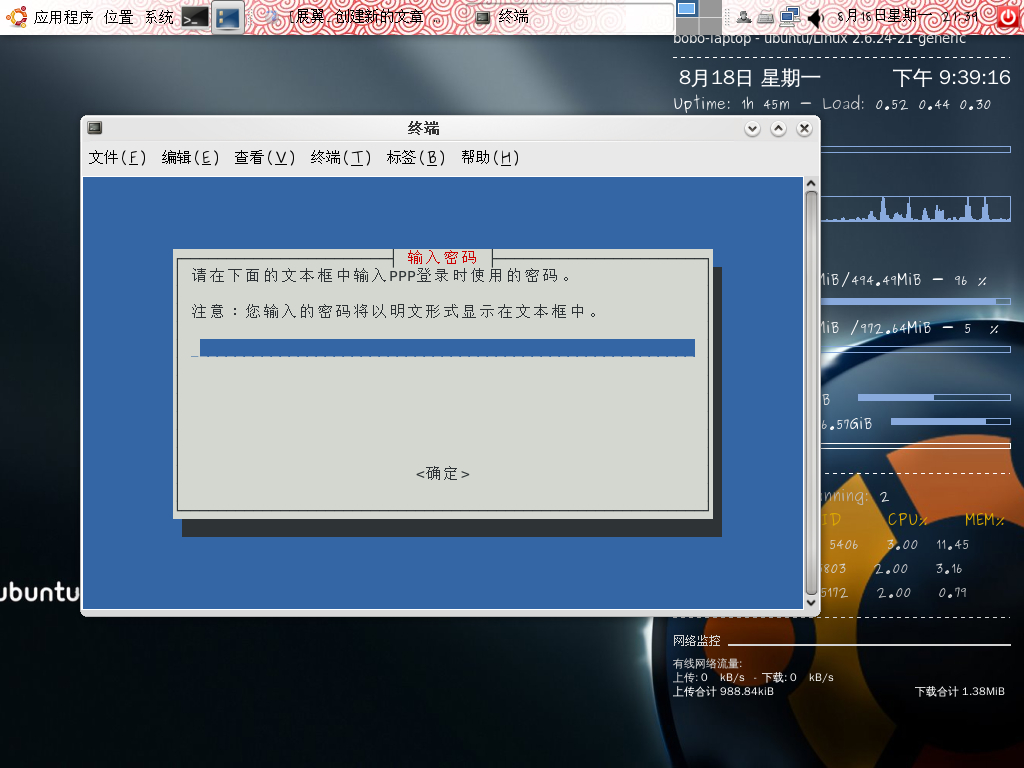 应用程序 位置 系统
[展翼, 创建新的文章 ...
终端
8月18日星期一 21:39
bobo-laptop - ubuntu/Linux 2.6.24-21-generic
8月18日 星期一 下午 9:39:16
Uptime: 1h 45m - Load: 0.52 0.44 0.30
终端
文件(F) 编辑(E) 查看(V) 终端(T) 标签(B) 帮助(H)
输入密码
请在下面的文本框中输入PPP登录时使用的密码。
注意：您输入的密码将以明文形式显示在文本框中。
<确定>
MiB/494.49MiB - 96 %
MiB /972.64MiB - 5 %
B
6.57GiB
nning: 2
ID CPU% MEM%
5406 3.00 11.45
5803 2.00 3.16
5172 2.00 0.79
ubuntu
网络监控
有线网络流量:
上传: 0 kB/s - 下载: 0 kB/s
上传合计 988.84kiB 下载合计 1.38MiB